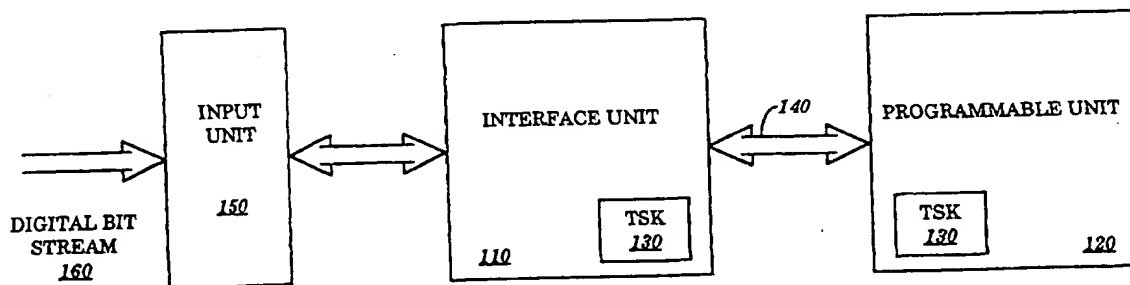 INPUT
UNIT
150
DIGITAL BIT
STREAM
160
INTERFACE UNIT
TSK
130
110
140
PROGRAMMABLE UNIT
TSK
130
120